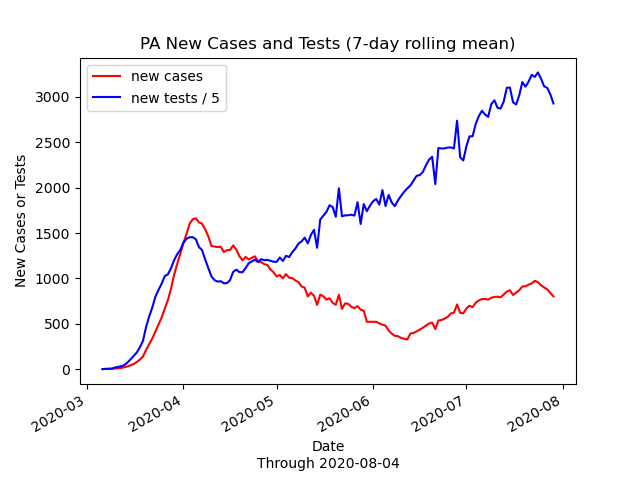 PA New Cases and Tests (7-day rolling mean)
new cases
new tests / 5
3000
2500
2000
1500
1000
500
0
New Cases or Tests
2020-03
2020-04
2020-05
2020-06
2020-07
2020-08
Date
Through 2020-08-04